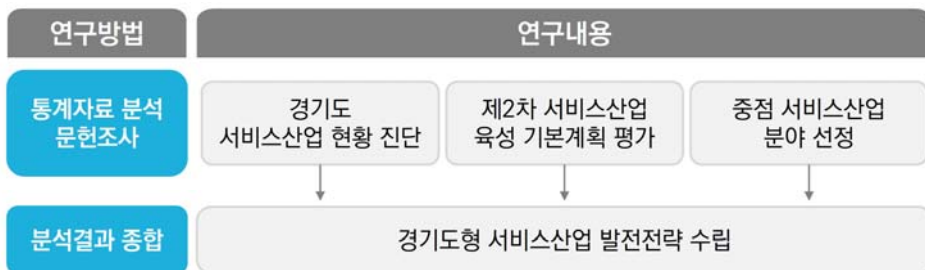 연구방법
연구내용
통계자료 분석
문헌조사
경기도
서비스산업 현황 진단
제2차 서비스산업
육성 기본계획 평가
중점 서비스산업
분야 선정
분석결과 종합
경기도형 서비스산업 발전전략 수립